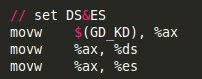 // set DS&ES
movw $(GD_KD), %ax
movw %ax, %ds
movw %ax, %es